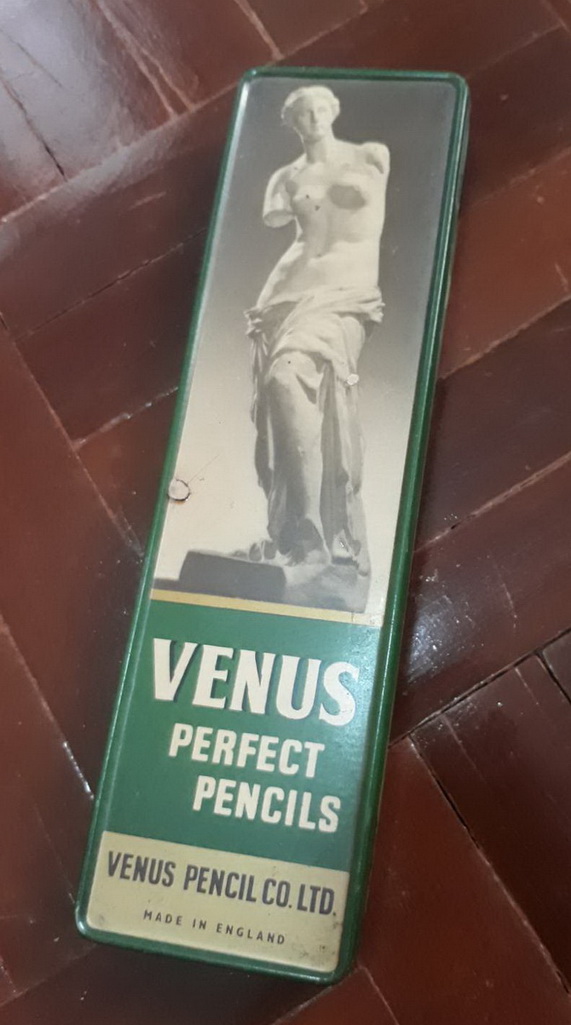 VENUS
PERFECT
PENCILS
VENUS PENCIL CO. LTD.
MADE IN ENGLAND